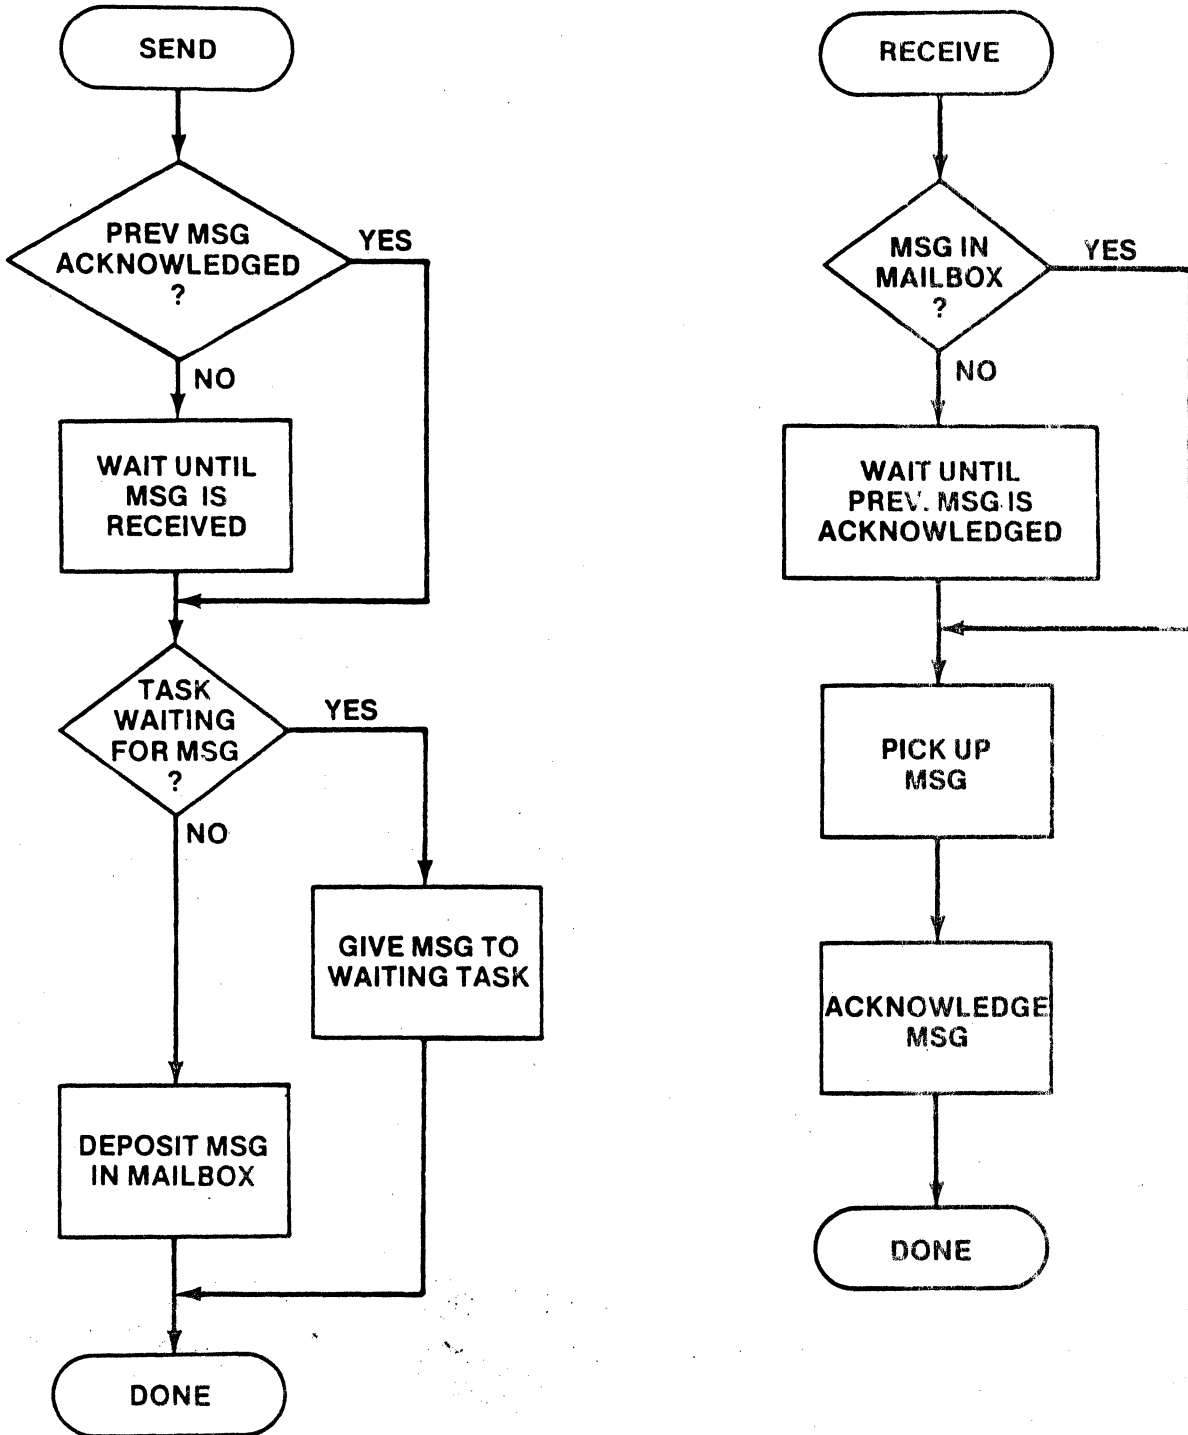 SEND
PREV MSG
ACKNOWLEDGED
?
YES
NO
WAIT UNTIL
MSG IS
RECEIVED
TASK
WAITING
FOR MSG
?
YES
NO
GIVE MSG TO
WAITING TASK
DEPOSIT MSG
IN MAILBOX
DONE
RECEIVE
MSG IN
MAILBOX
?
YES
NO
WAIT UNTIL
PREV. MSG IS
ACKNOWLEDGED
PICK UP
MSG
ACKNOWLEDGE
MSG
DONE